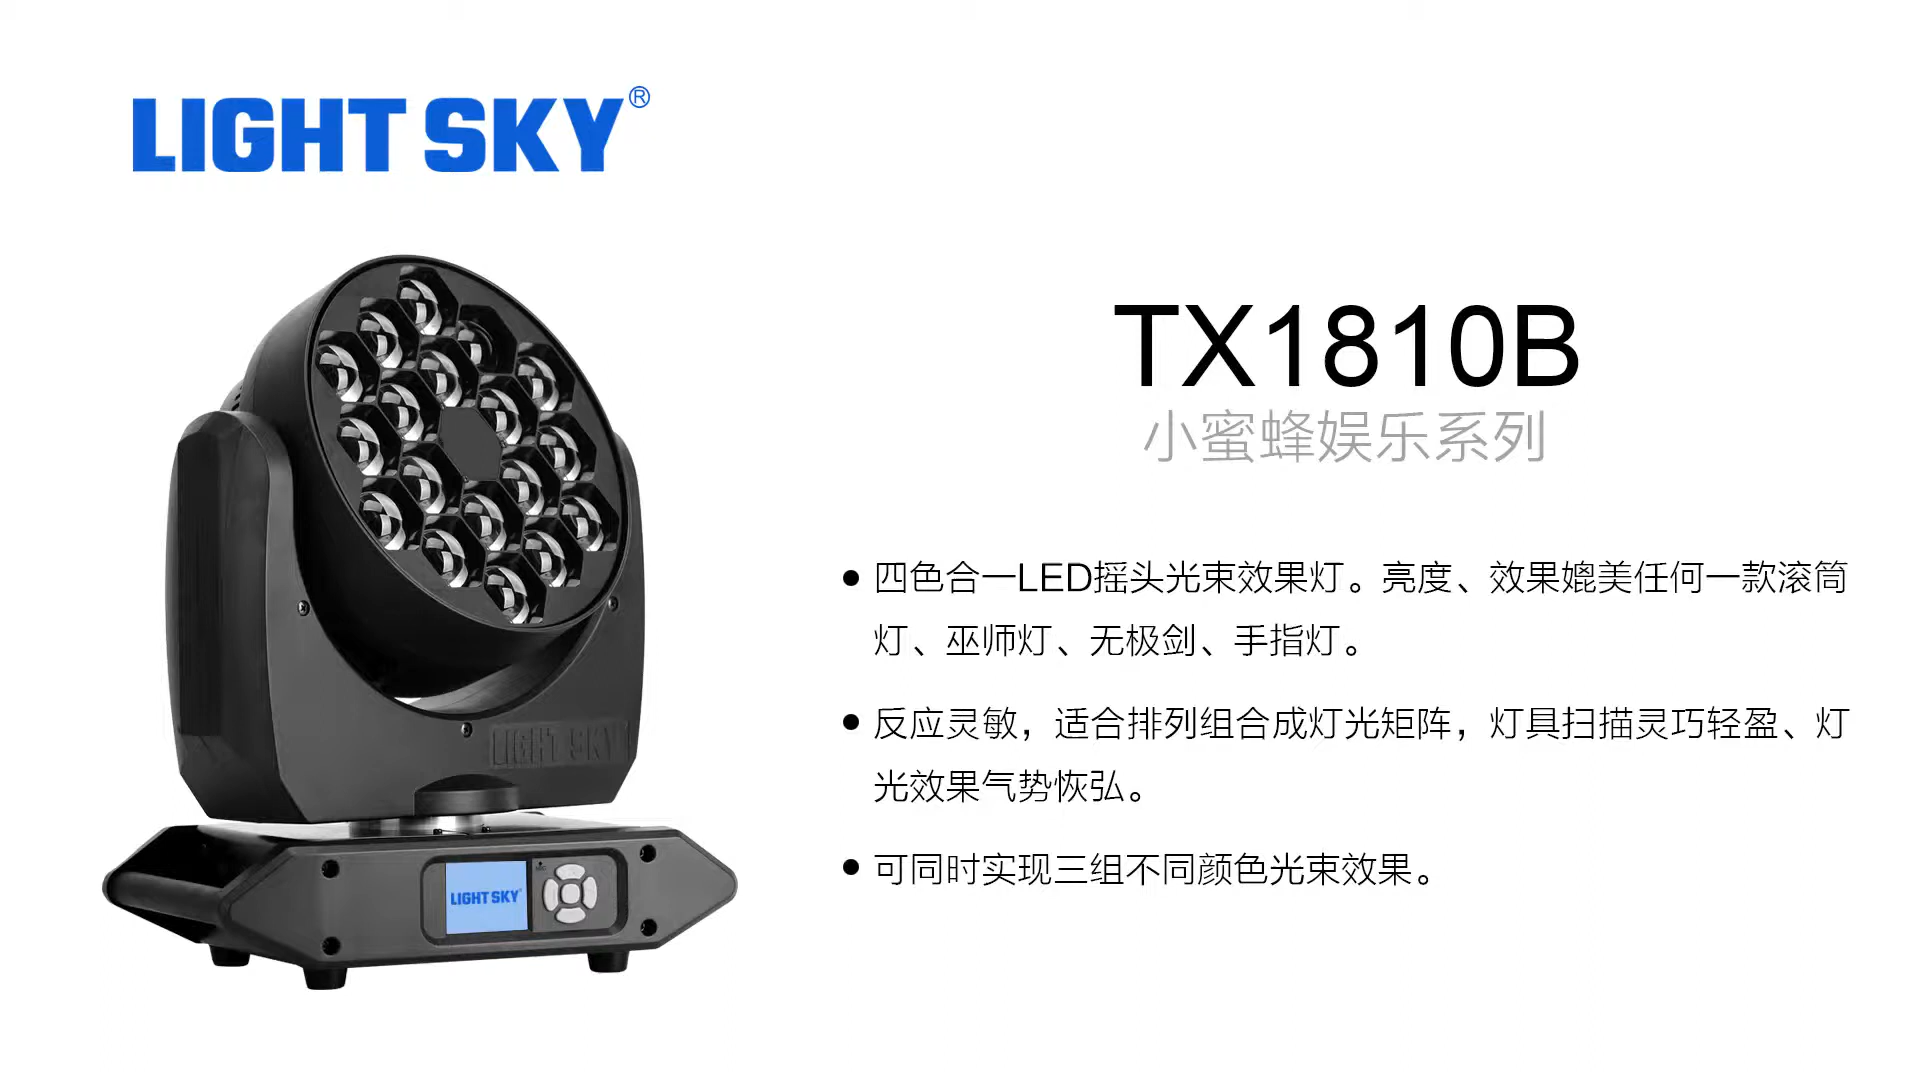 LIGHT SKY®
TX1810B
小蜜蜂娱乐系列
● 四色合一LED摇头光束效果灯。亮度、效果媲美任何一款滚筒
灯、巫师灯、无极剑、手指灯。
● 反应灵敏，适合排列组合成灯光矩阵，灯具扫描灵巧轻盈、灯
光效果气势恢弘。
● 可同时实现三组不同颜色光束效果。
LIGHT SKY
LIGHT SKY